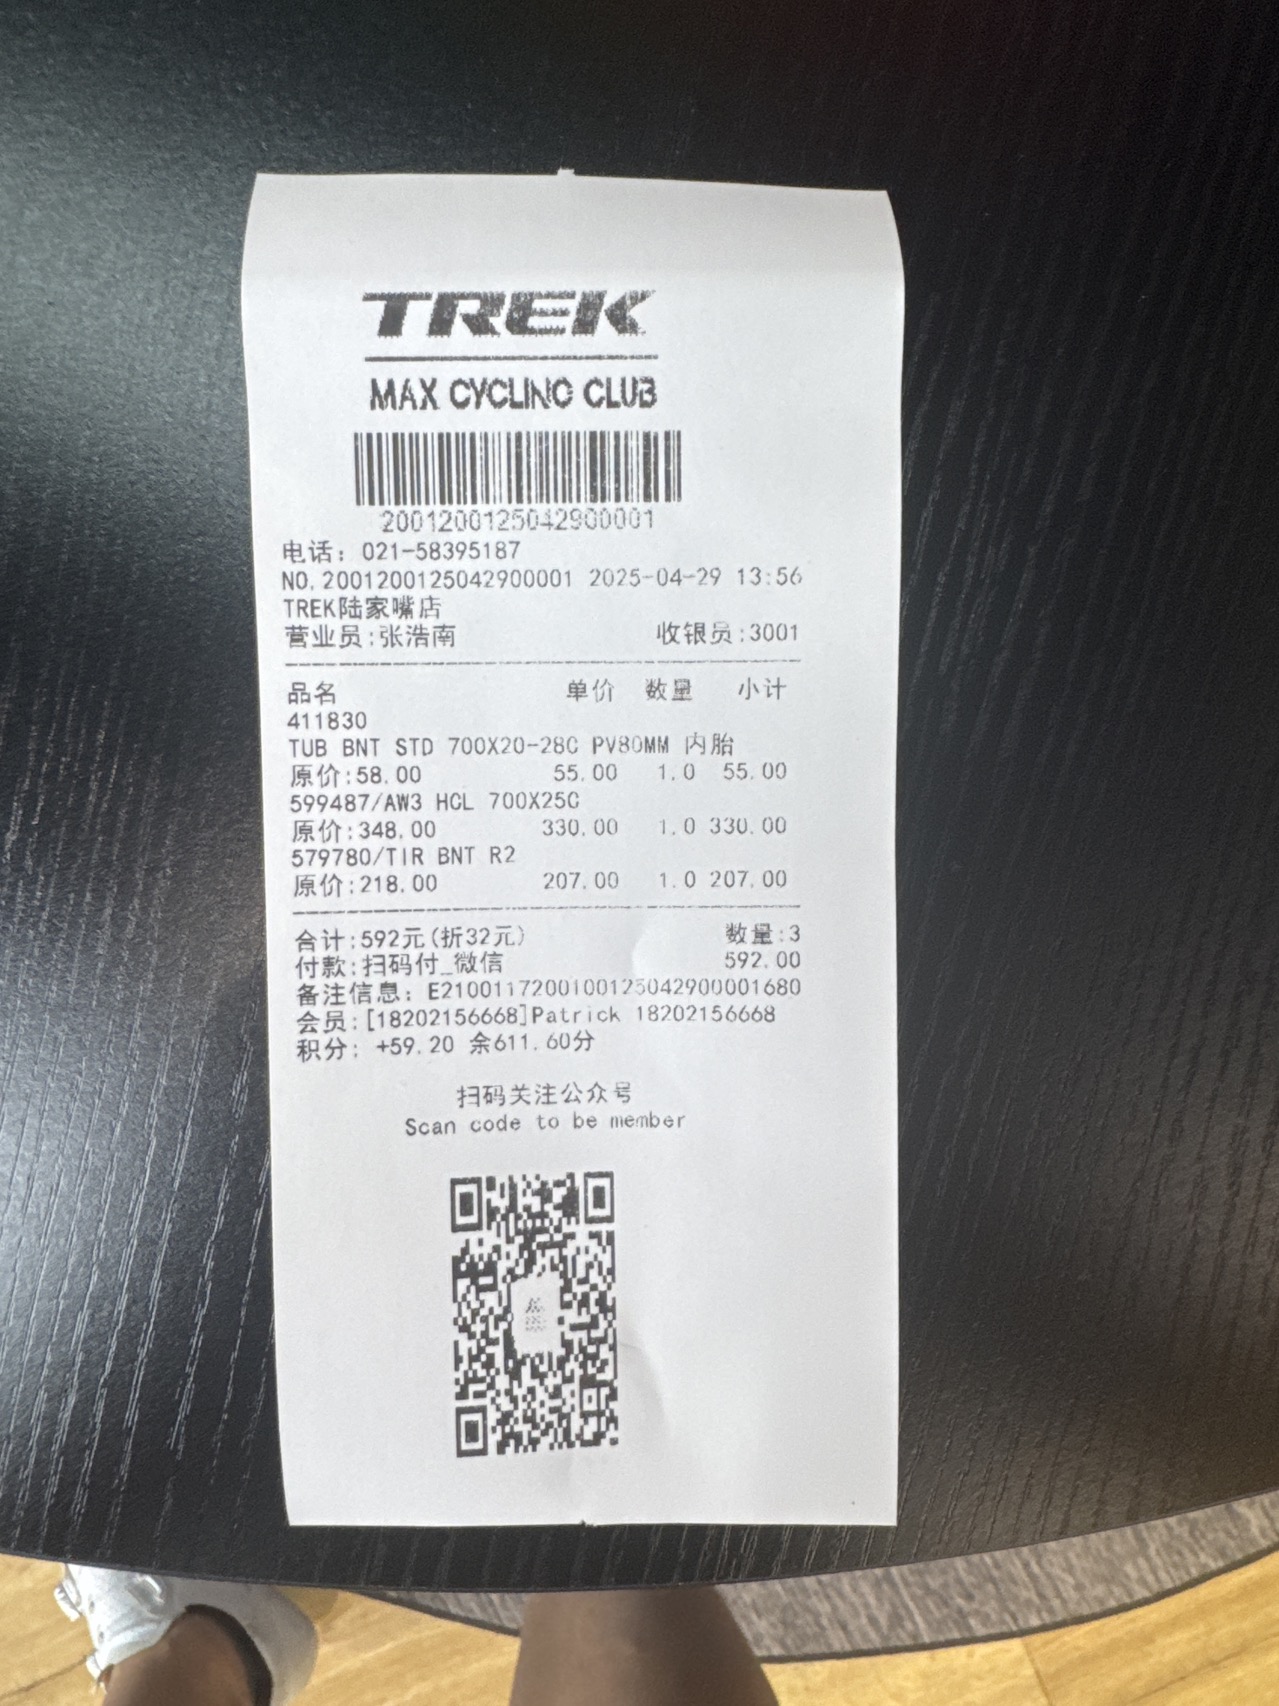 TREK
MAX CYCLING CLUB
2001200125042900001
电话: 021-58395187
NO.2001200125042900001 2025-04-29 13:56
TREK陆家嘴店
营业员:张浩南 收银员:3001
品名 单价 数量 小计
411830
TUB BNT STD 700X20-28C PV80MM 内胎
原价:58.00 55.00 1.0 55.00
599487/AW3 HCL 700X25C
原价:348.00 330.00 1.0 330.00
579780/TIR BNT R2
原价:218.00 207.00 1.0 207.00
合计:592元(折32元) 数量:3
付款:扫码付_微信 592.00
备注信息: E210011720010012504290000​1680
会员:[18202156668]Patrick 18202156668
积分: +59.20 余611.60分
扫码关注公众号
Scan code to be member